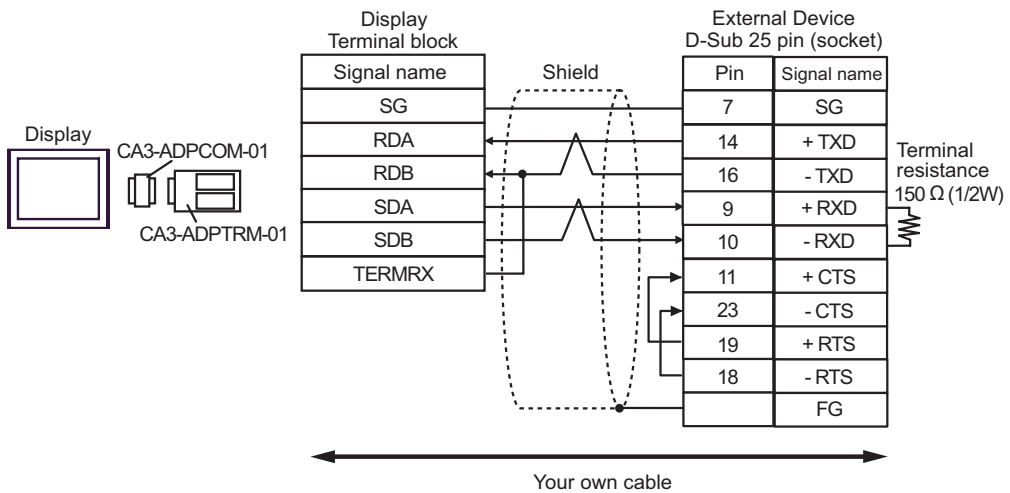 Display
Terminal block
Signal name
SG
RDA
RDB
SDA
SDB
TERMRX
Shield
External Device
D-Sub 25 pin (socket)
Pin Signal name
7 SG
14 + TXD
16 - TXD
9 + RXD
10 - RXD
11 + CTS
23 - CTS
19 + RTS
18 - RTS
FG
Display
CA3-ADPCOM-01
CA3-ADPTRM-01
Terminal
resistance
150 Ω (1/2W)
Your own cable